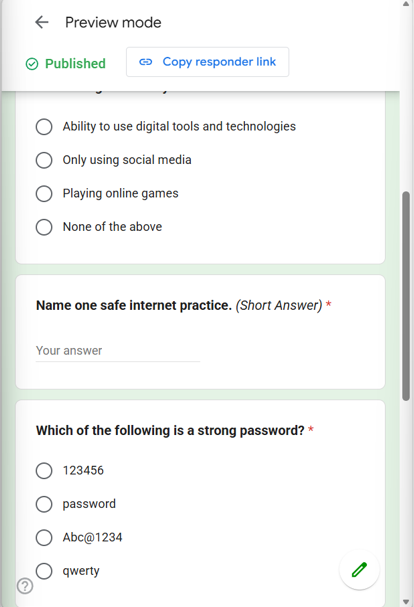 Preview mode
Published
Copy responder link
Ability to use digital tools and technologies
Only using social media
Playing online games
None of the above
Name one safe internet practice. (Short Answer) *
Your answer
Which of the following is a strong password? *
123456
password
Abc@1234
qwerty